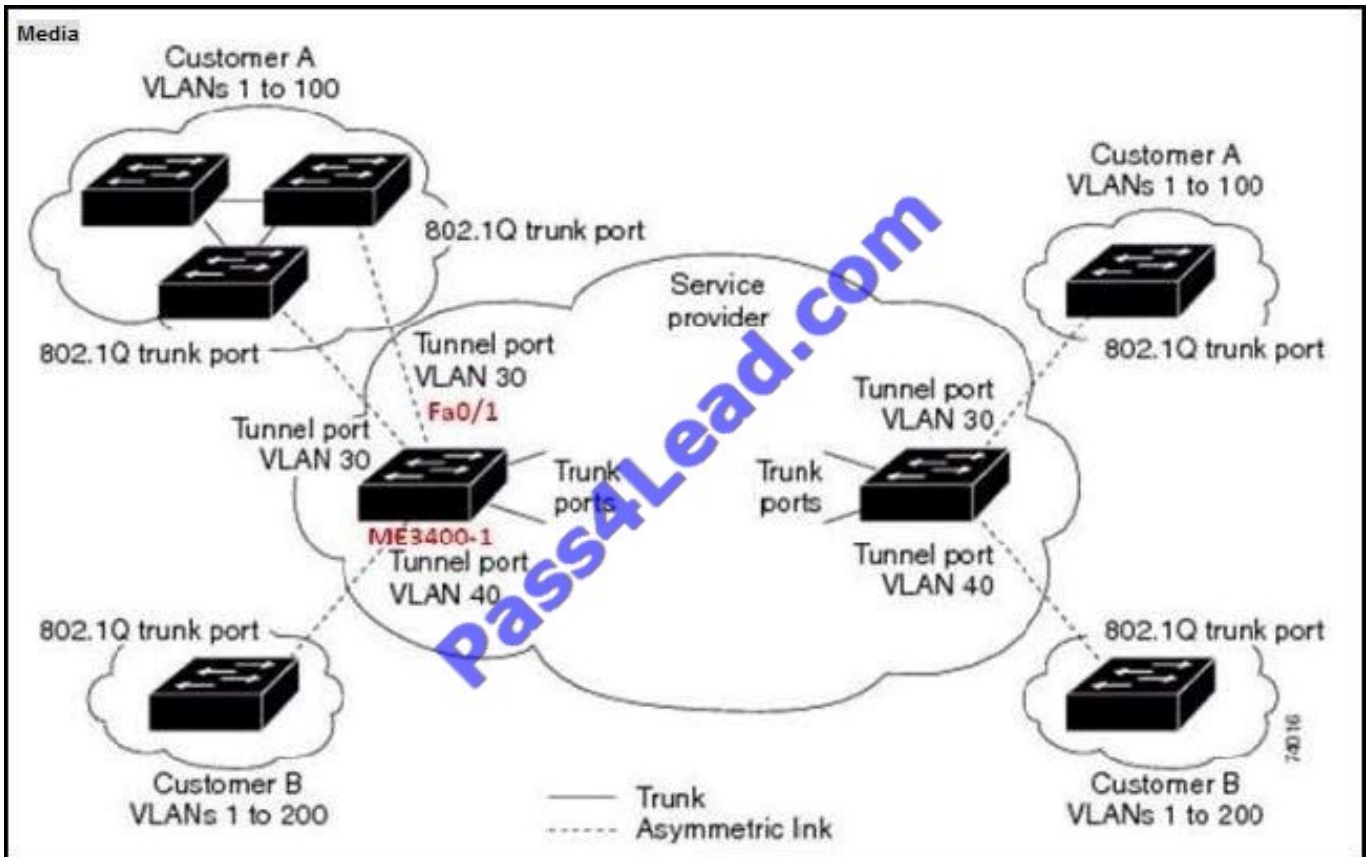 Media
Customer A
VLANs 1 to 100
802.1Q trunk port
802.1Q trunk port
Customer A
VLANs 1 to 100
802.1Q trunk port
Service
provider
Tunnel port
VLAN 30
Fa0/1
Tunnel port
VLAN 30
Trunk
ports
Trunk
ports
Tunnel port
VLAN 30
ME3400-1
Tunnel port
VLAN 40
Tunnel port
VLAN 40
802.1Q trunk port
Customer B
VLANs 1 to 200
802.1Q trunk port
Customer B
VLANs 1 to 200
74016
Trunk
Asymmetric Ink
Pass4Lead.com